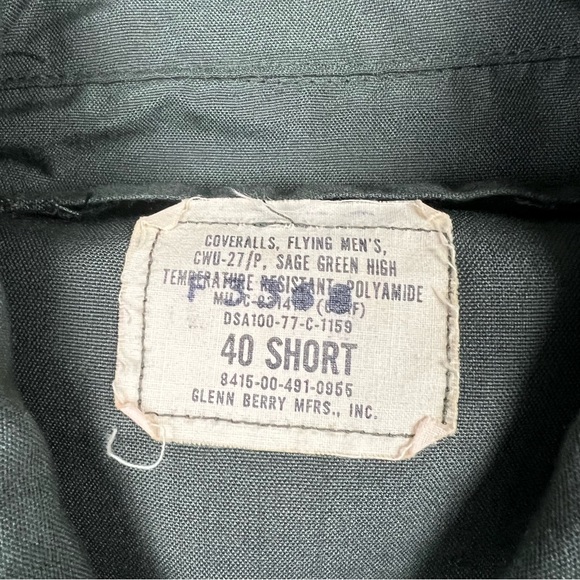 COVERALLS, FLYING MEN'S,
CWU-27/P, SAGE GREEN HIGH
TEMPERATURE RESISTANT, POLYAMIDE
DSA100-77-C-1159
40 SHORT
8415-00-491-0955
GLENN BERRY MFRS., INC.